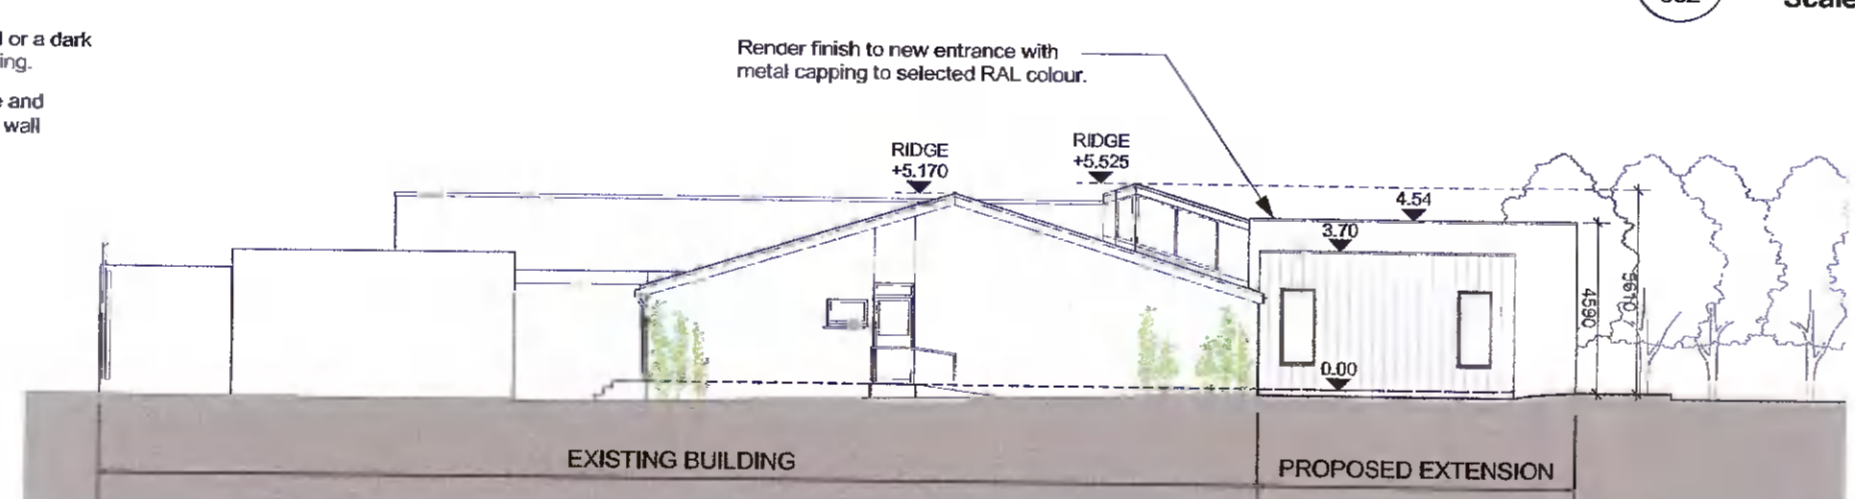 Scale
l or a dark
ing.
e and
wall
Render finish to new entrance with
metal capping to selected RAL colour.
RIDGE
+5.170
RIDGE
+5.525
4.54
3.70
0.00
4590
5610
EXISTING BUILDING
PROPOSED EXTENSION